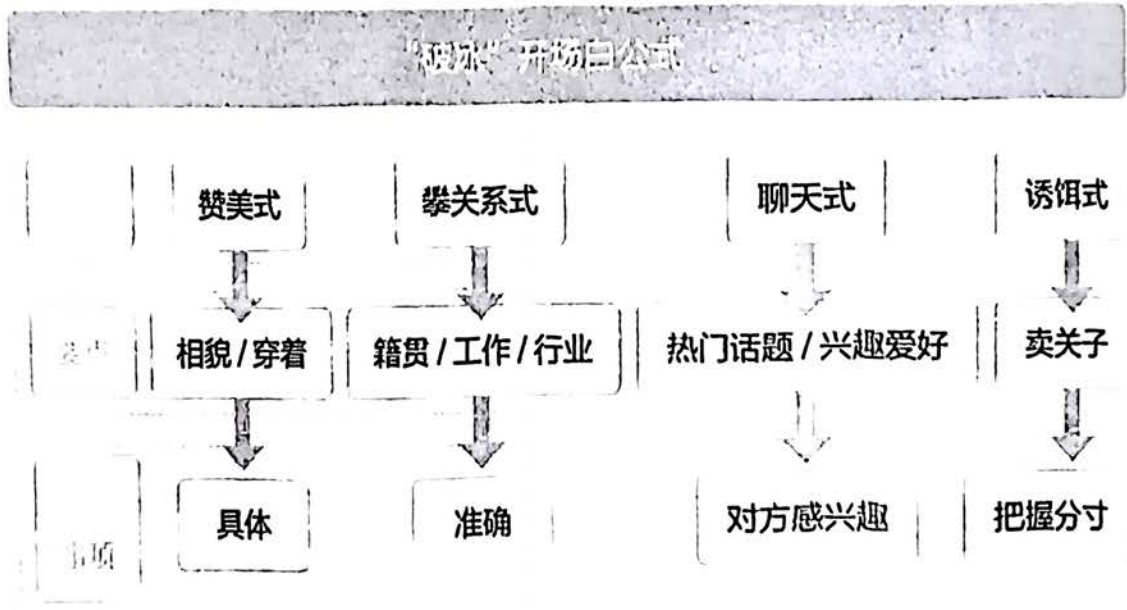 “破冰”开场白公式
赞美式 攀关系式 聊天式 诱饵式
相貌/穿着 籍贯/工作/行业 热门话题/兴趣爱好 卖关子
具体 准确 对方感兴趣 把握分寸
事项